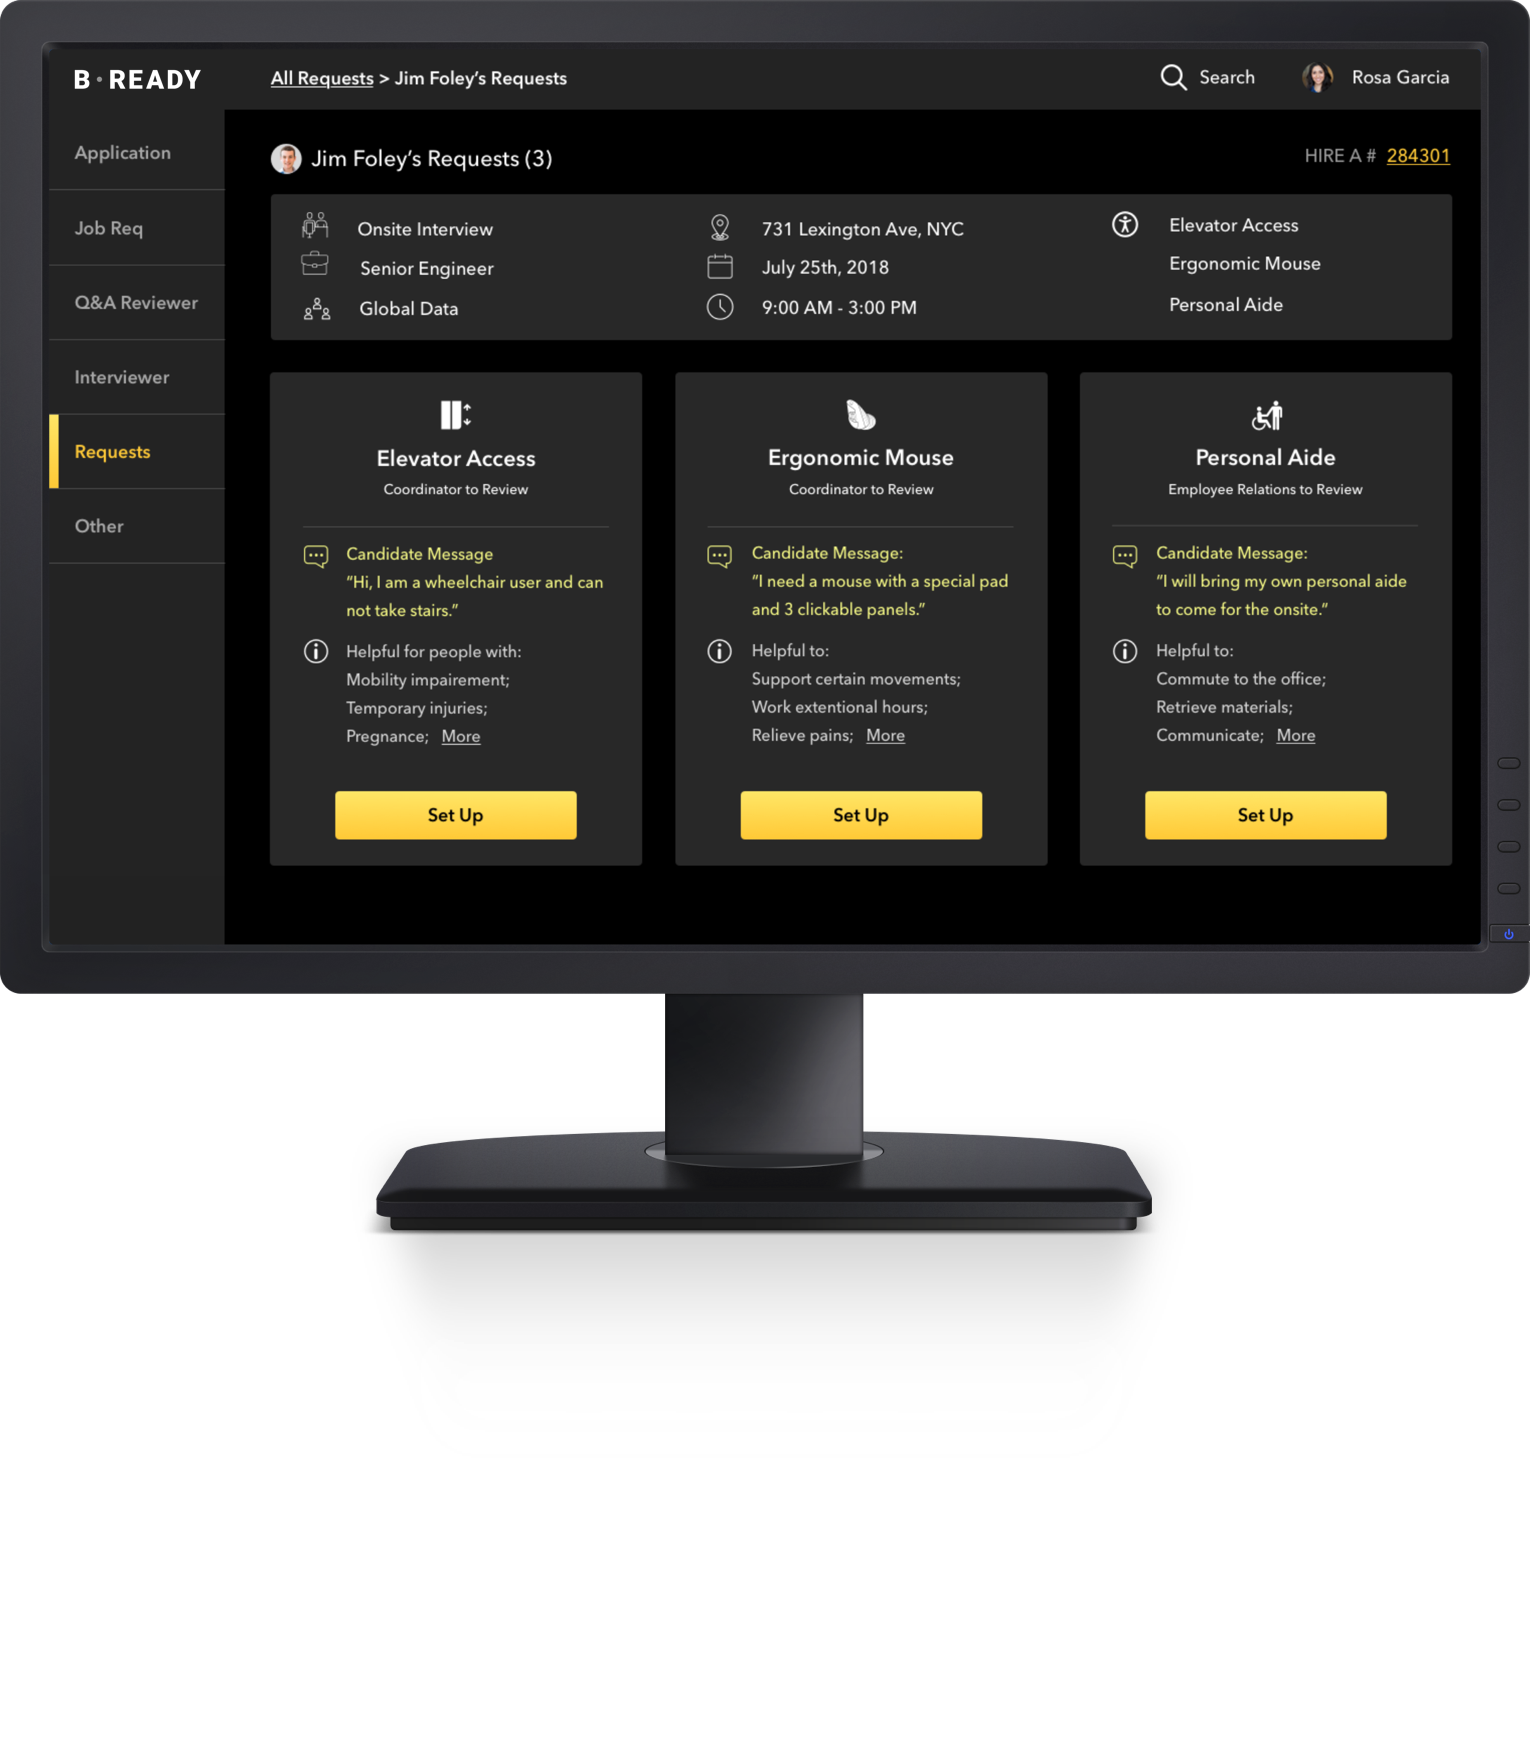 B · READY
All Requests > Jim Foley’s Requests
Search
Rosa Garcia
Application
Job Req
Q&A Reviewer
Interviewer
Requests
Other
Jim Foley’s Requests (3)
HIRE A # 284301
Onsite Interview
Senior Engineer
Global Data
731 Lexington Ave, NYC
July 25th, 2018
9:00 AM - 3:00 PM
Elevator Access
Ergonomic Mouse
Personal Aide
Elevator Access
Coordinator to Review
Candidate Message
“Hi, I am a wheelchair user and can
not take stairs.”
Helpful for people with:
Mobility impairement;
Temporary injuries;
Pregnance; More
Set Up
Ergonomic Mouse
Coordinator to Review
Candidate Message:
“I need a mouse with a special pad
and 3 clickable panels.”
Helpful to:
Support certain movements;
Work extentional hours;
Relieve pains; More
Set Up
Personal Aide
Employee Relations to Review
Candidate Message:
“I will bring my own personal aide
to come for the onsite.“
Helpful to:
Commute to the office;
Retrieve materials;
Communicate; More
Set Up